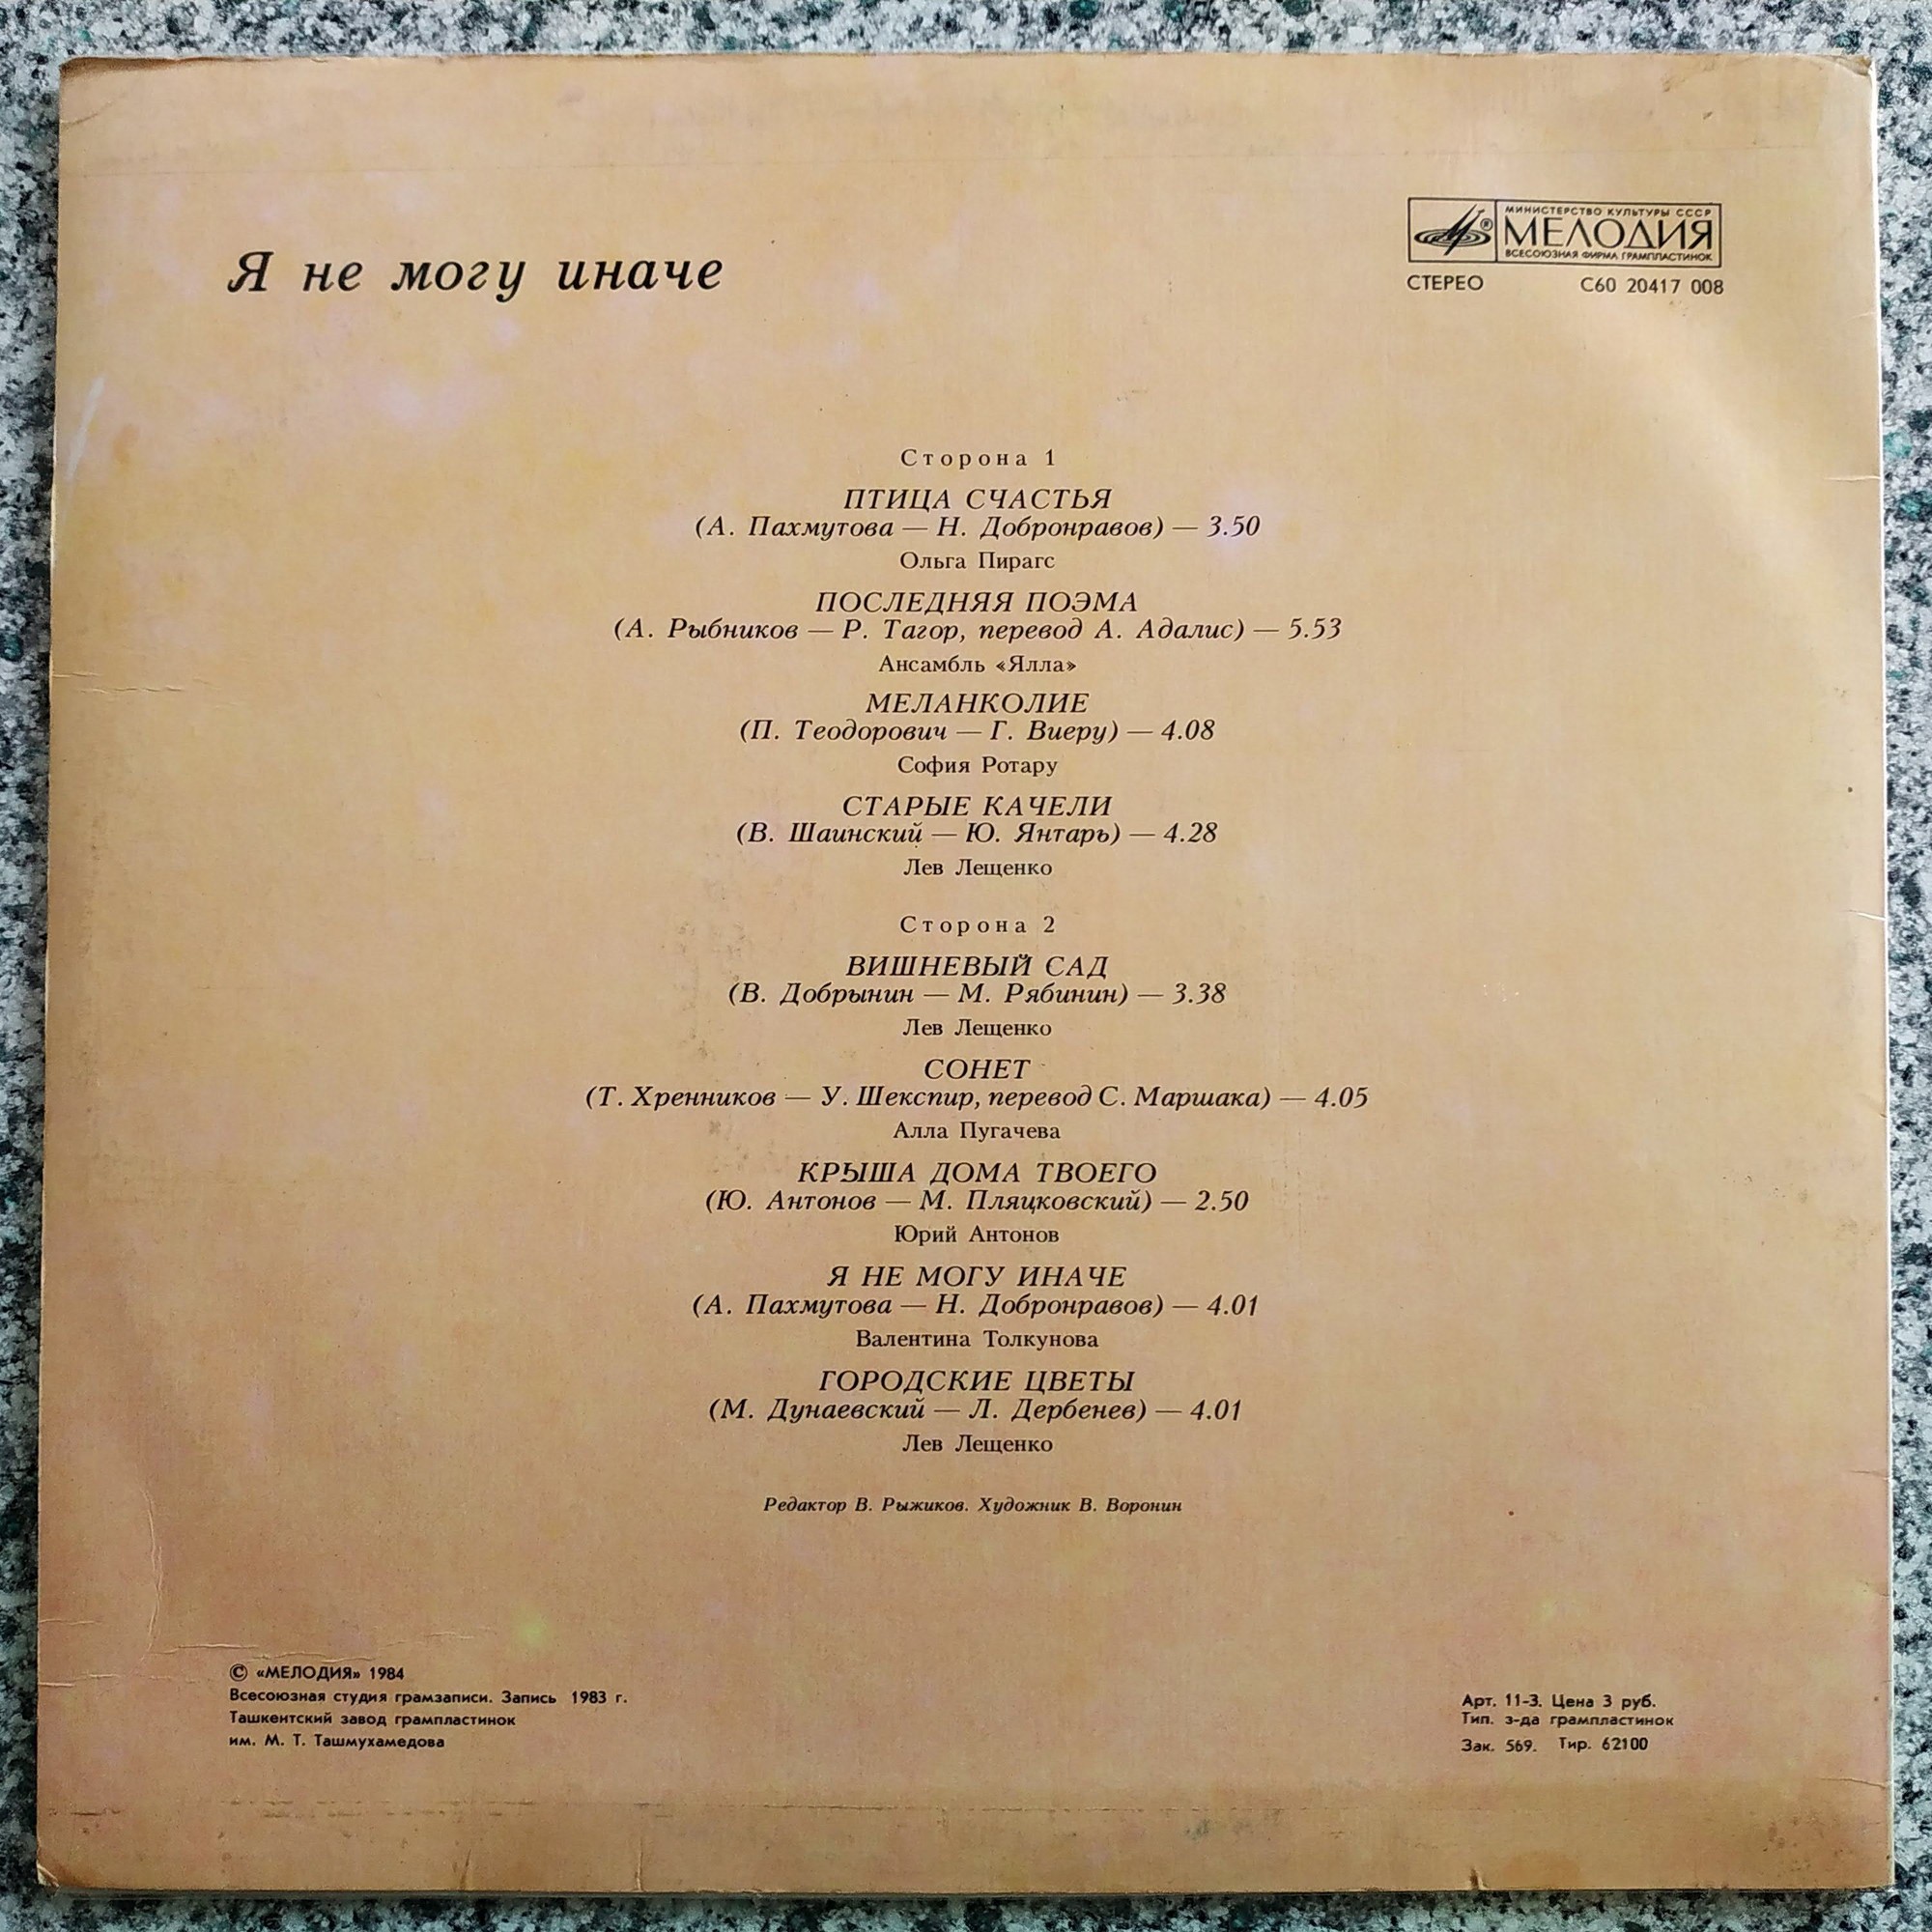 Я не могу иначе
МИНИСТЕРСТВО КУЛЬТУРЫ СССР
МЕЛОДИЯ
ВСЕСОЮЗНАЯ ФИРМА ГРАМПЛАСТИНОК
СТЕРЕО С60 20417 008
Сторона 1
ПТИЦА СЧАСТЬЯ
(А. Пахмутова — Н. Добронравов) — 3.50
Ольга Пирагс
ПОСЛЕДНЯЯ ПОЭМА
(А. Рыбников — Р. Тагор, перевод А. Адалис) — 5.53
Ансамбль «Ялла»
МЕЛАНКОЛИЕ
(П. Теодорович — Г. Виеру) — 4.08
София Ротару
СТАРЫЕ КАЧЕЛИ
(В. Шаинский — Ю. Янтарь) — 4.28
Лев Лещенко
Сторона 2
ВИШНЕВЫЙ САД
(В. Добрынин — М. Рябинин) — 3.38
Лев Лещенко
СОНЕТ
(Т. Хренников — У. Шекспир, перевод С. Маршака) — 4.05
Алла Пугачева
КРЫША ДОМА ТВОЕГО
(Ю. Антонов — М. Пляцковский) — 2.50
Юрий Антонов
Я НЕ МОГУ ИНАЧЕ
(А. Пахмутова — Н. Добронравов) — 4.01
Валентина Толкунова
ГОРОДСКИЕ ЦВЕТЫ
(М. Дунаевский — Л. Дербенев) — 4.01
Лев Лещенко
Редактор В. Рыжиков. Художник В. Воронин
© «МЕЛОДИЯ» 1984
Всесоюзная студия грамзаписи. Запись 1983 г.
Ташкентский завод грампластинок
им. М. Т. Ташмухамедова
Арт. 11-3. Цена 3 руб.
Тип. з-да грампластинок
Зак. 569. Тир. 62100